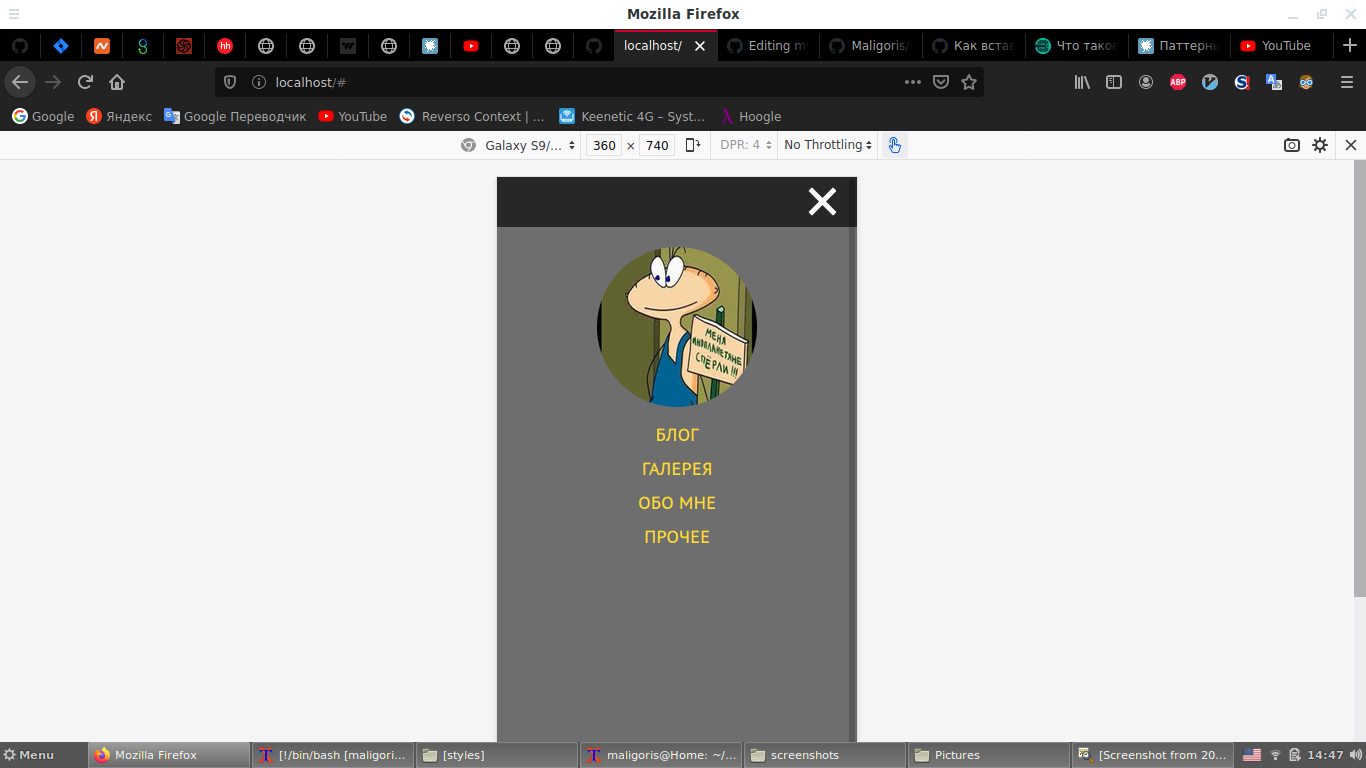 Mozilla Firefox
localhost/
Editing m
Maligoris/
Как встав
Что такое
Паттерны
YouTube
localhost/#
ABP
Google
Яндекс
Google Переводчик
YouTube
Reverso Context | ...
Keenetic 4G – Syst...
Hoogle
Galaxy S9/...
360 × 740
DPR: 4
No Throttling
МЕНЯ
ИНОПЛАНЕТЯНЕ
СПЁРЛИ !!!
БЛОГ
ГАЛЕРЕЯ
ОБО МНЕ
ПРОЧЕЕ
Menu
Mozilla Firefox
[!/bin/bash [maligori...
[styles]
maligoris@Home: ~/...
screenshots
Pictures
[Screenshot from 20...
14:47